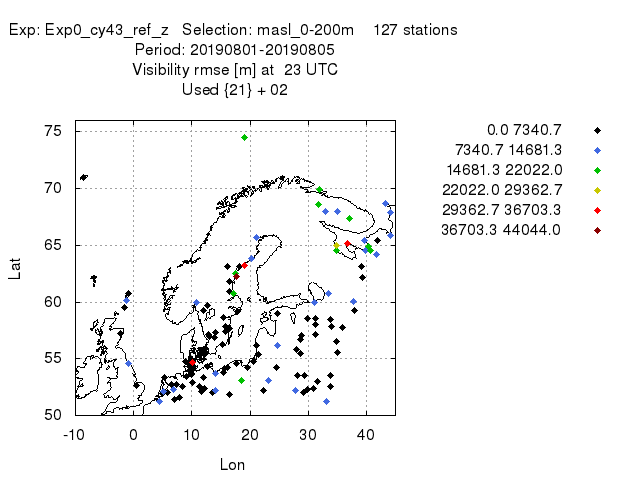 Exp: Exp0_cy43_ref_z Selection: masl_0-200m 127 stations
Period: 20190801-20190805
Visibility rmse [m] at 23 UTC
Used {21} + 02
0.0 7340.7
7340.7 14681.3
14681.3 22022.0
22022.0 29362.7
29362.7 36703.3
36703.3 44044.0
75
70
65
60
55
50
Lat
-10 0 10 20 30 40
Lon